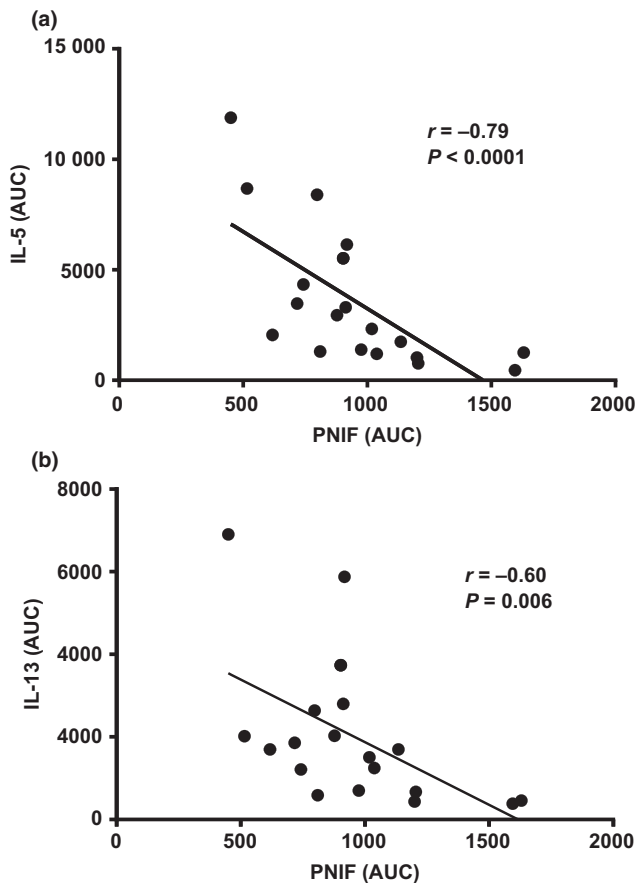 (a)
15 000
10 000
5000
0
IL-5 (AUC)
r = –0.79
P < 0.0001
0 500 1000 1500 2000
PNIF (AUC)
(b)
8000
6000
4000
4000
0
IL-13 (AUC)
r = –0.60
P = 0.006
0 500 1000 1500 2000
PNIF (AUC)